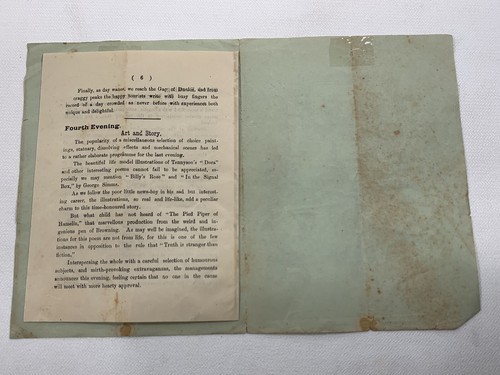 ( 6 )
Finally, as day wanes we reach the Gap of Dunloe, and from
craggy peaks the happy tourists write with busy fingers the
record of a day crowded as never before with experiences both
unique and delightful.
Fourth Evening.
Art and Story.
The popularity of a miscellaneous selection of choice paint-
ings, statuary, dissolving effects and mechanical comics has led
to a rather elaborate programme for the last evening.
The beautiful life model illustrations of Tennyson's "Dora"
and other interesting poems cannot fail to be appreciated, es-
pecially we may mention "Billy's Rose" and "In the Signal
Box," by George Simms.
As we follow the poor little news-boy in his sad but interest-
ing career, the illustrations, so real and life-like, add a peculiar
charm to this time-honoured story.
But what child has not heard of "The Pied Piper of
Hamelin," that marvellous production from the weird and in-
genious pen of Browning. As may well be imagined, the illustra-
tions for this poem are not from life, for this is one of the few
instances in opposition to the rule that "Truth is stranger than
fiction."
Interspersing the whole with a careful selection of humorous
subjects, and mirth-provoking extravaganzas, the managements
announce this evening, feeling certain that no one in the course
will meet with more hearty approval.